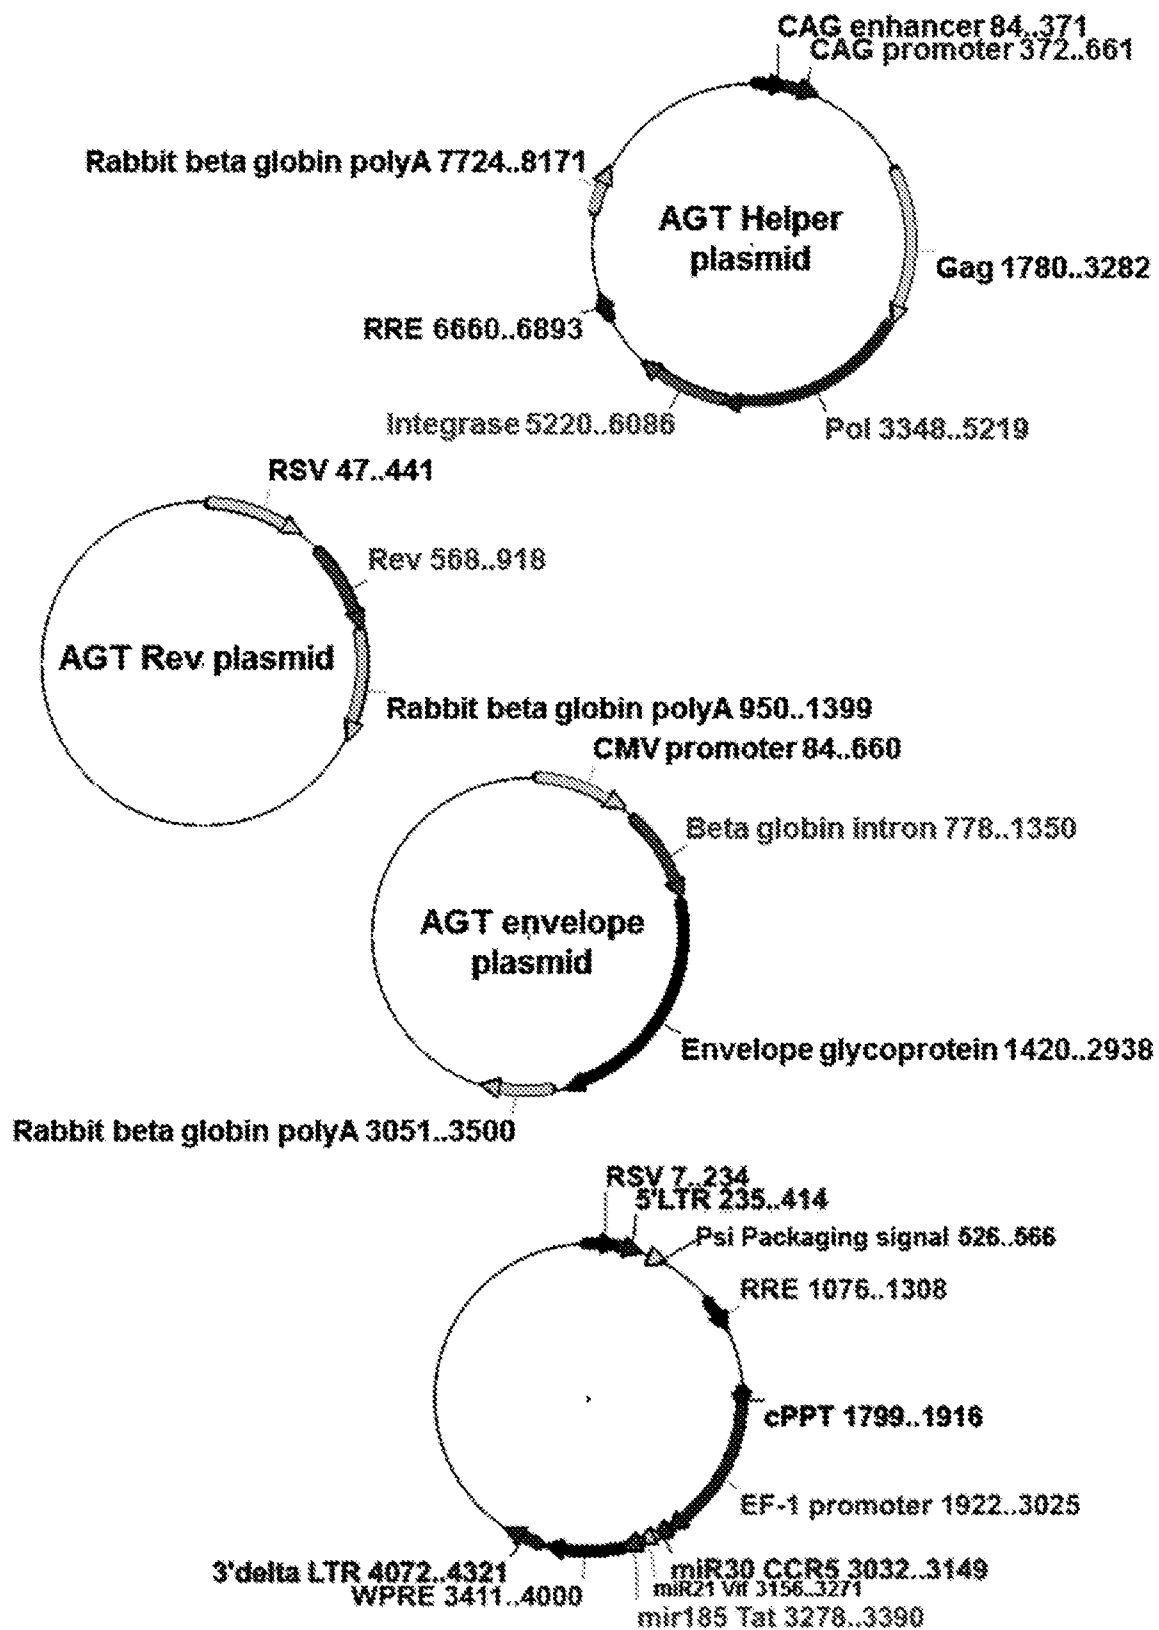 CAG enhancer 84..371
CAG promoter 372..661
Rabbit beta globin polyA 7724..8171
AGT Helper
plasmid
Gag 1780..3282
RRE 6660..6893
Integrase 5220..6086
Pol 3348..5219
RSV 47..441
Rev 568..918
AGT Rev plasmid
Rabbit beta globin polyA 950..1399
CMV promoter 84..660
Beta globin intron 778..1350
AGT envelope
plasmid
Envelope glycoprotein 1420..2938
Rabbit beta globin polyA 3051..3500
RSV 7..234
5'LTR 235..414
Psi Packaging signal 526..566
RRE 1076..1308
cPPT 1799..1916
EF-1 promoter 1922..3025
3'delta LTR 4072..4321
miR30 CCR5 3032..3149
WPRE 3411..4000
miR21 Vif 3156..3271
mir185 Tat 3278..3390